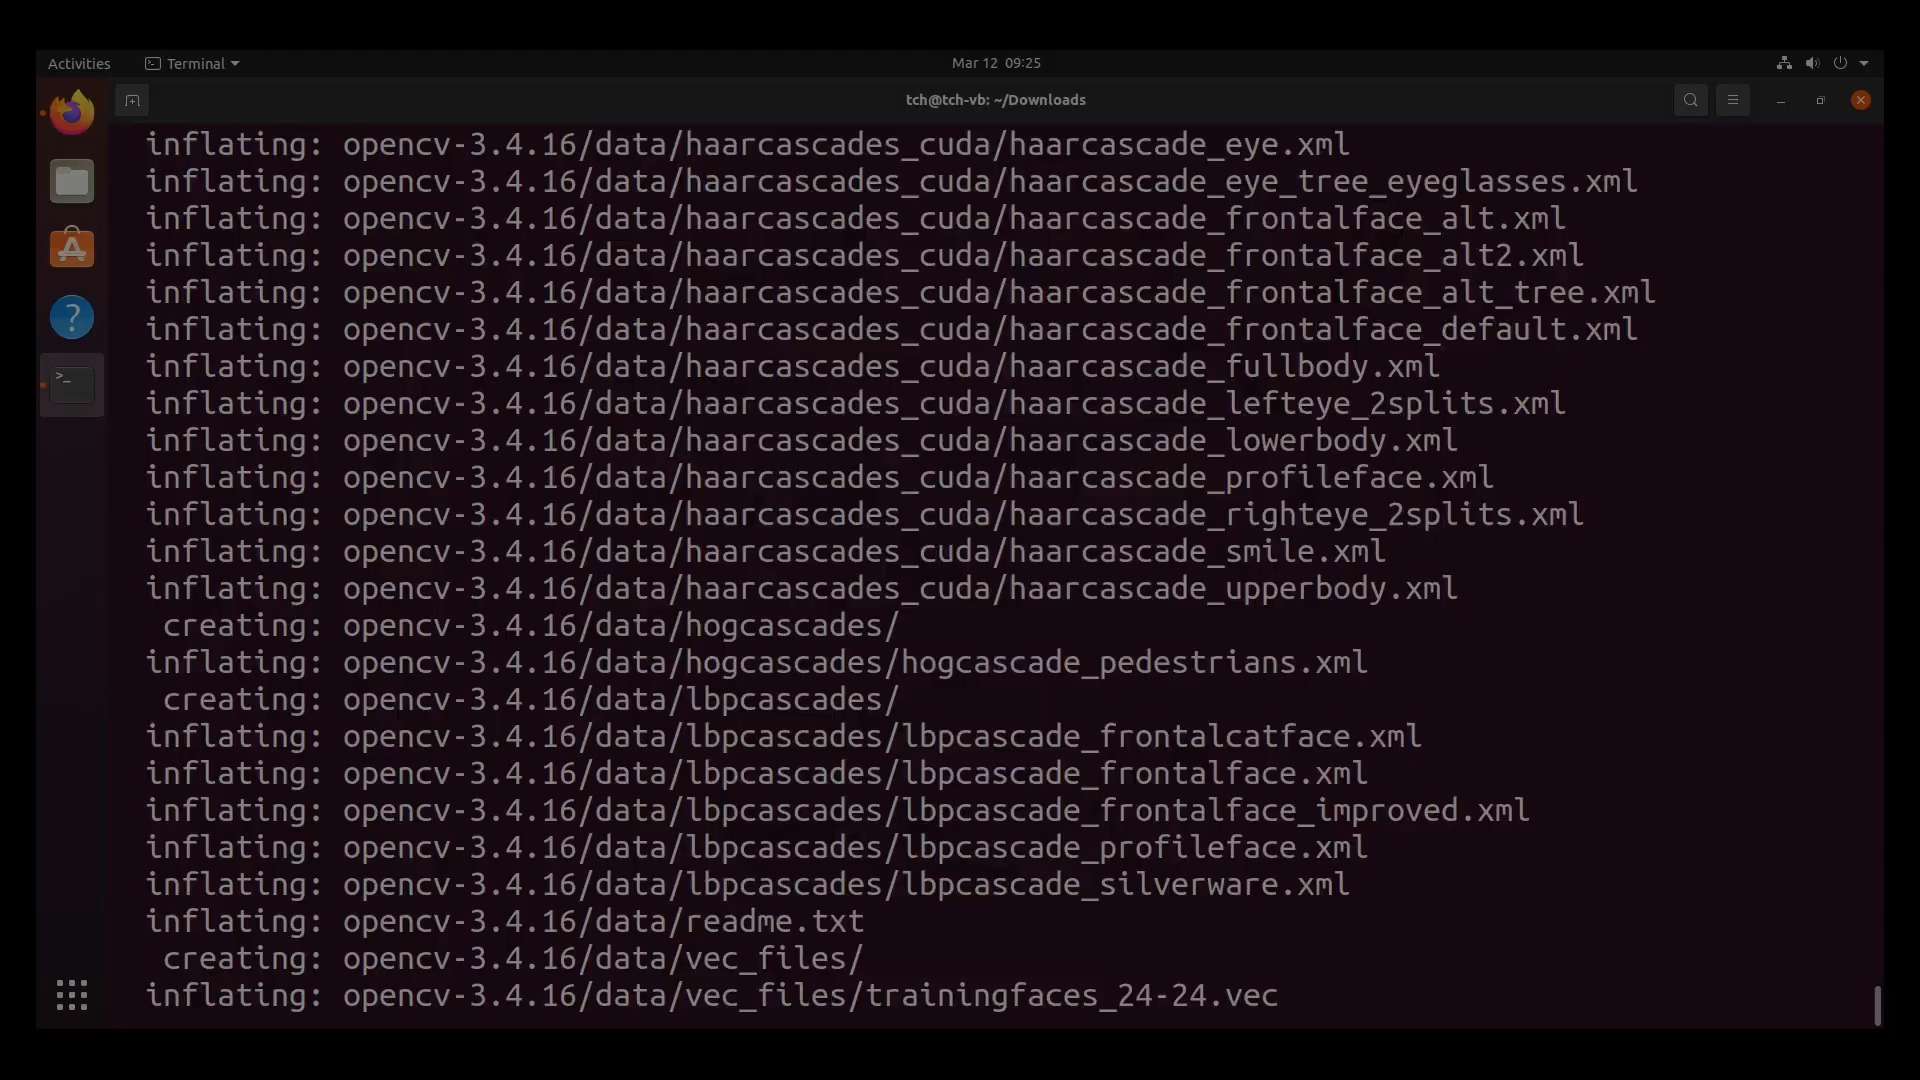 Activities Terminal Mar 12 09:25
tch@tch-vb: ~/Downloads
inflating: opencv-3.4.16/data/haarcascades_cuda/haarcascade_eye.xml
inflating: opencv-3.4.16/data/haarcascades_cuda/haarcascade_eye_tree_eyeglasses.xml
inflating: opencv-3.4.16/data/haarcascades_cuda/haarcascade_frontalface_alt.xml
inflating: opencv-3.4.16/data/haarcascades_cuda/haarcascade_frontalface_alt2.xml
inflating: opencv-3.4.16/data/haarcascades_cuda/haarcascade_frontalface_alt_tree.xml
inflating: opencv-3.4.16/data/haarcascades_cuda/haarcascade_frontalface_default.xml
inflating: opencv-3.4.16/data/haarcascades_cuda/haarcascade_fullbody.xml
inflating: opencv-3.4.16/data/haarcascades_cuda/haarcascade_lefteye_2splits.xml
inflating: opencv-3.4.16/data/haarcascades_cuda/haarcascade_lowerbody.xml
inflating: opencv-3.4.16/data/haarcascades_cuda/haarcascade_profileface.xml
inflating: opencv-3.4.16/data/haarcascades_cuda/haarcascade_righteye_2splits.xml
inflating: opencv-3.4.16/data/haarcascades_cuda/haarcascade_smile.xml
inflating: opencv-3.4.16/data/haarcascades_cuda/haarcascade_upperbody.xml
creating: opencv-3.4.16/data/hogcascades/
inflating: opencv-3.4.16/data/hogcascades/hogcascade_pedestrians.xml
creating: opencv-3.4.16/data/lbpcascades/
inflating: opencv-3.4.16/data/lbpcascades/lbpcascade_frontalcatface.xml
inflating: opencv-3.4.16/data/lbpcascades/lbpcascade_frontalface.xml
inflating: opencv-3.4.16/data/lbpcascades/lbpcascade_frontalface_improved.xml
inflating: opencv-3.4.16/data/lbpcascades/lbpcascade_profileface.xml
inflating: opencv-3.4.16/data/lbpcascades/lbpcascade_silverware.xml
inflating: opencv-3.4.16/data/readme.txt
creating: opencv-3.4.16/data/vec_files/
inflating: opencv-3.4.16/data/vec_files/trainingfaces_24-24.vec